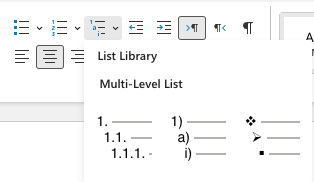 A
List Library
Multi-Level List
1. 1) ❖
1.1. a) ➢
1.1.1. i) ▪